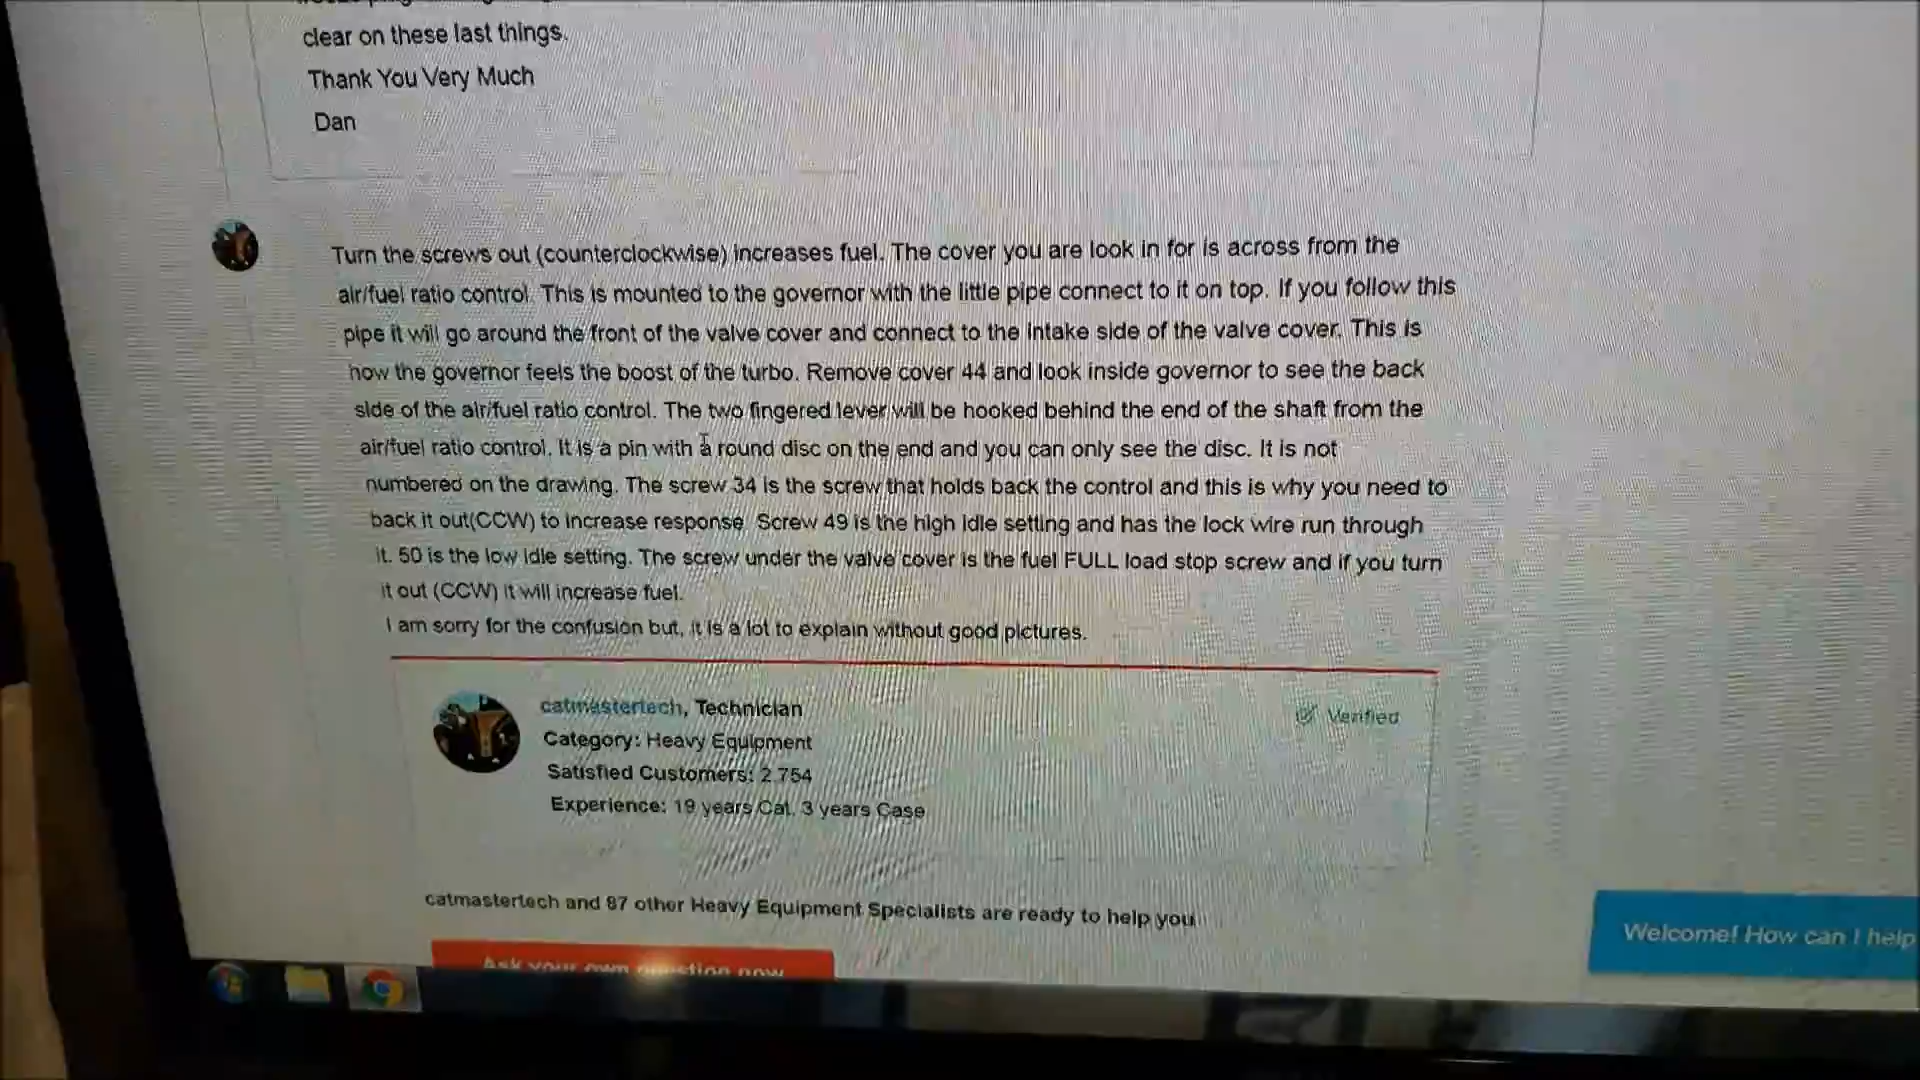 clear on these last things.
Thank You Very Much
Dan
Turn the screws out (counterclockwise) increases fuel. The cover you are look in for is across from the
air/fuel ratio control. This is mounted to the governor with the little pipe connect to it on top. If you follow this
pipe it will go around the front of the valve cover and connect to the intake side of the valve cover. This is
how the governor feels the boost of the turbo. Remove cover 44 and look inside governor to see the back
side of the air/fuel ratio control. The two fingered lever will be hooked behind the end of the shaft from the
air/fuel ratio control. It is a pin with a round disc on the end and you can only see the disc. It is not
numbered on the drawing. The screw 34 is the screw that holds back the control and this is why you need to
back it out(CCW) to increase response. Screw 49 is the high idle setting and has the lock wire run through
it. 50 is the low idle setting. The screw under the valve cover is the fuel FULL load stop screw and if you turn
it out (CCW) it will increase fuel.
I am sorry for the confusion but, it is a lot to explain without good pictures.
catmastertech, Technician
Verified
Category: Heavy Equipment
Satisfied Customers: 2,754
Experience: 19 years Cat. 3 years Case
catmastertech and 87 other Heavy Equipment Specialists are ready to help you
Ask your own question now
Welcome! How can I help